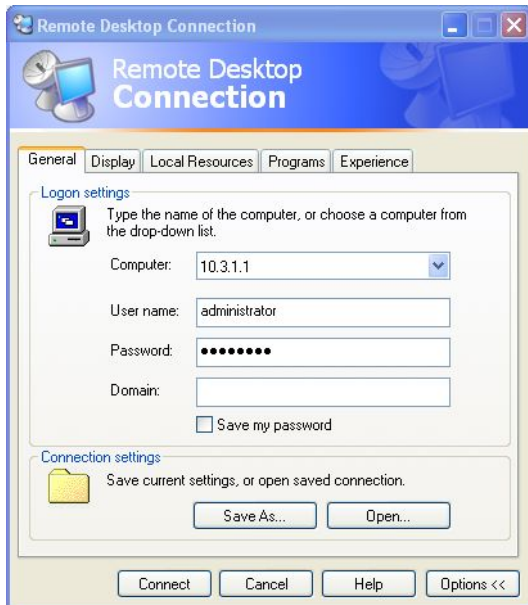 Remote Desktop Connection
Remote Desktop
Connection
General Display Local Resources Programs Experience
Logon settings
Type the name of the computer, or choose a computer from
the drop-down list.
Computer: 10.3.1.1
User name: administrator
Password: ●●●●●●●●
Domain:
Save my password
Connection settings
Save current settings, or open saved connection.
Save As... Open...
Connect Cancel Help Options <<